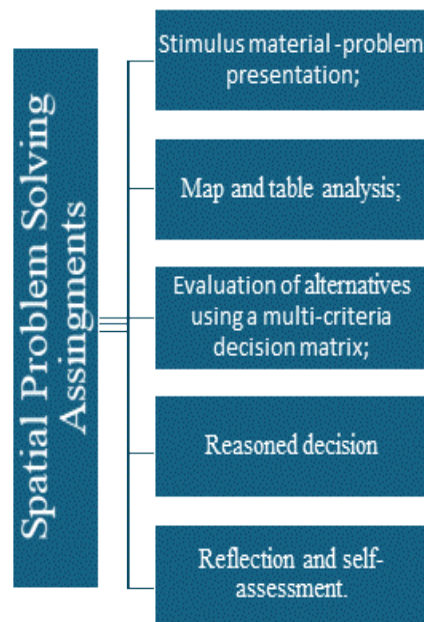 Spatial Problem Solving
Assingments
Stimulus material -problem
presentation;
Map and table analysis;
Evaluation of alternatives
using a multi-criteria
decision matrix;
Reasoned decision
Reflection and self-
assessment.